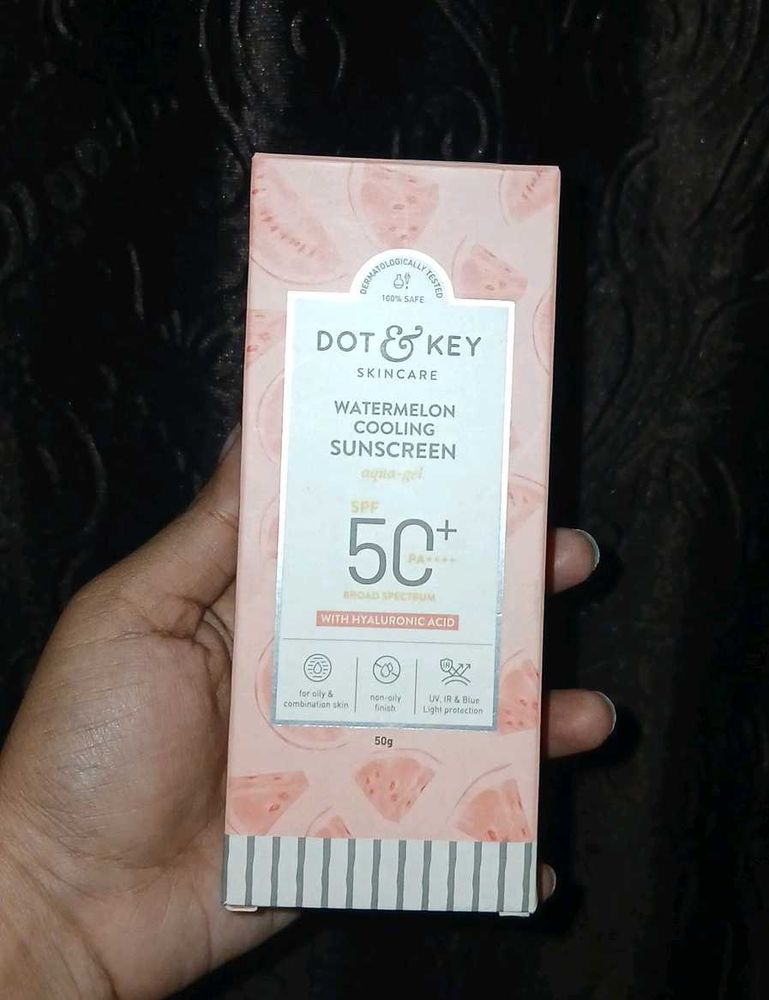 DERMATOLOGICALLY TESTED
100% SAFE
DOT & KEY
SKINCARE
WATERMELON
COOLING
SUNSCREEN
aqua-gel
SPF
50+
PA++++
BROAD SPECTRUM
WITH HYALURONIC ACID
for oily &
combination skin
non-oily
finish
IR
UV, IR & Blue
Light protection
50g